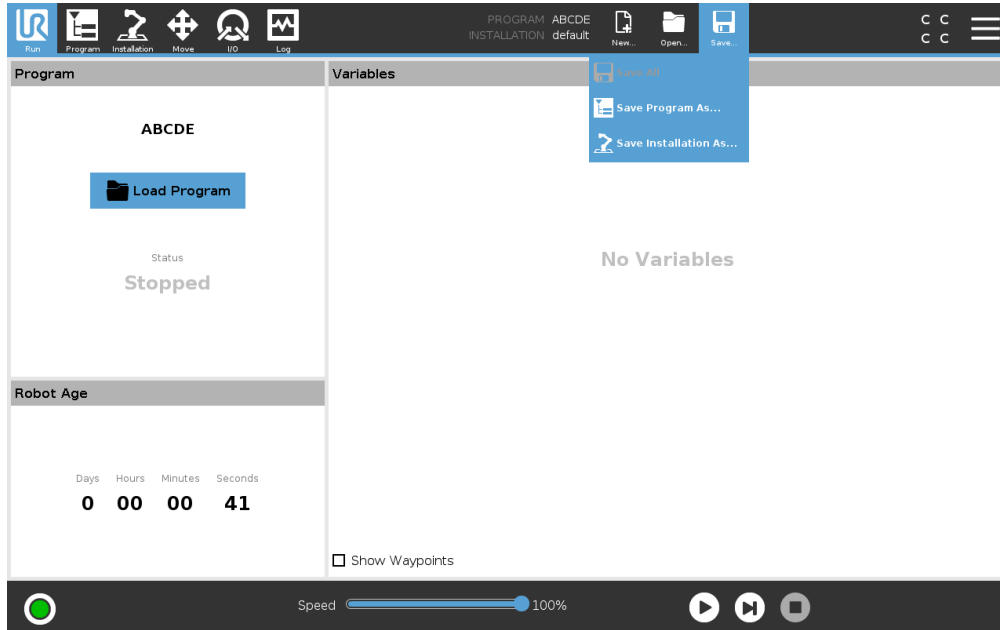 UR
Run
Program
Installation
Move
I/O
Log
PROGRAM ABCDE
INSTALLATION default
New...
Open...
Save...
C C
C C
Program
Variables
Save All
Save Program As...
Save Installation As...
ABCDE
Load Program
Status
Stopped
No Variables
Robot Age
Days Hours Minutes Seconds
0 00 00 41
Show Waypoints
Speed 100%